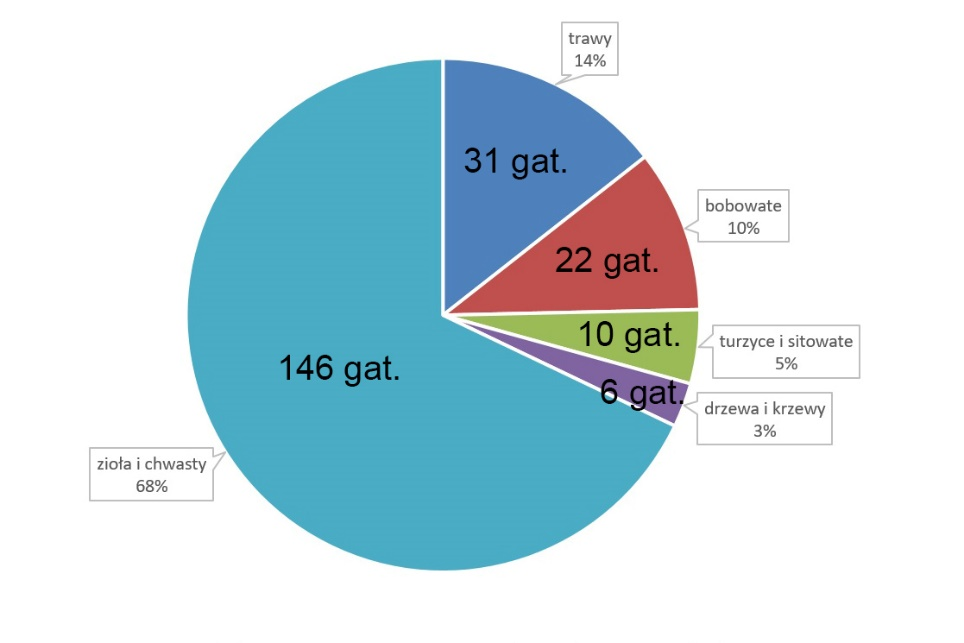 trawy
14%
31 gat.
bobowate
10%
22 gat.
10 gat.
turzyce i sitowate
5%
6 gat.
drzewa i krzewy
3%
146 gat.
zioła i chwasty
68%